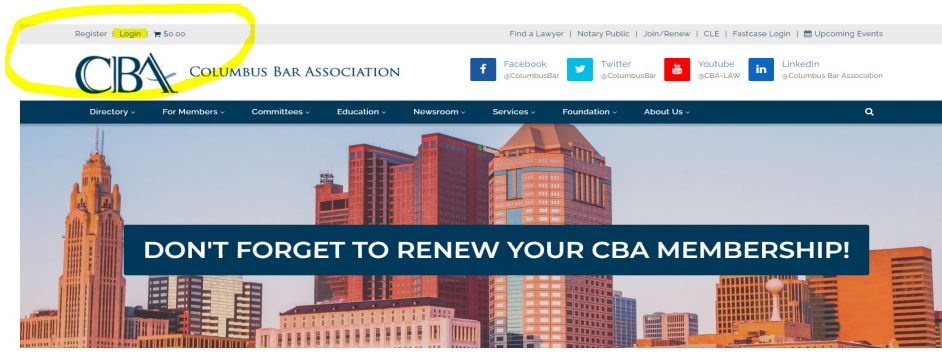 Register | Login | $0.00
Find a Lawyer | Notary Public | Join/Renew | CLE | Fastcase Login | Upcoming Events
CBA COLUMBUS BAR ASSOCIATION
Facebook
@ColumbusBar
Twitter
@ColumbusBar
Youtube
@CBA-LAW
LinkedIn
@Columbus Bar Association
Directory For Members Committees Education Newsroom Services Foundation About Us
DON'T FORGET TO RENEW YOUR CBA MEMBERSHIP!